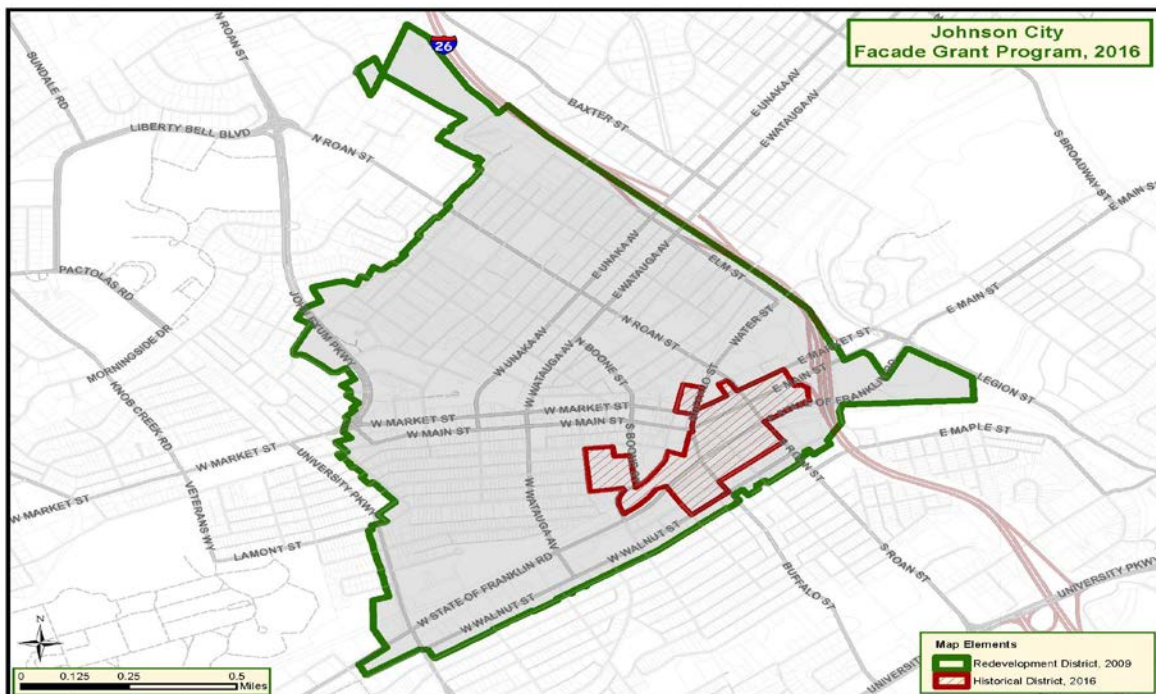 Johnson City
Facade Grant Program, 2016
26
N ROAN ST
SUNDALE RD
BAXTER ST
E UNAKA AV
E WATAUGA AV
LIBERTY BELL BLVD
N ROAN ST
S BROADWAY ST
E MAIN ST
ELM ST
E UNAKA AV
E WATAUGA AV
PACTOLAS RD
WATER ST
E MAIN ST
N ROAN ST
MORNINGSIDE DR
N BOONE ST
W UNAKA AV
W WATAUGA AV
E MARKET ST
E MAIN ST
LEGION ST
KNOB CREEK RD
W MARKET ST
W MARKET ST
W MAIN ST
W MAIN ST
E MAPLE ST
W MARKET ST
UNIVERSITY PKWY
W MARKET ST
VETERANS WY
W WATAUGA AV
LAMONT ST
W WALNUT ST
S ROAN ST
W STATE OF FRANKLIN RD
W WALNUT ST
BUFFALO ST
UNIVERSITY PKWY
N
0 0.125 0.25 0.5
Miles
Map Elements
Redevelopment District, 2009
Historical District, 2016